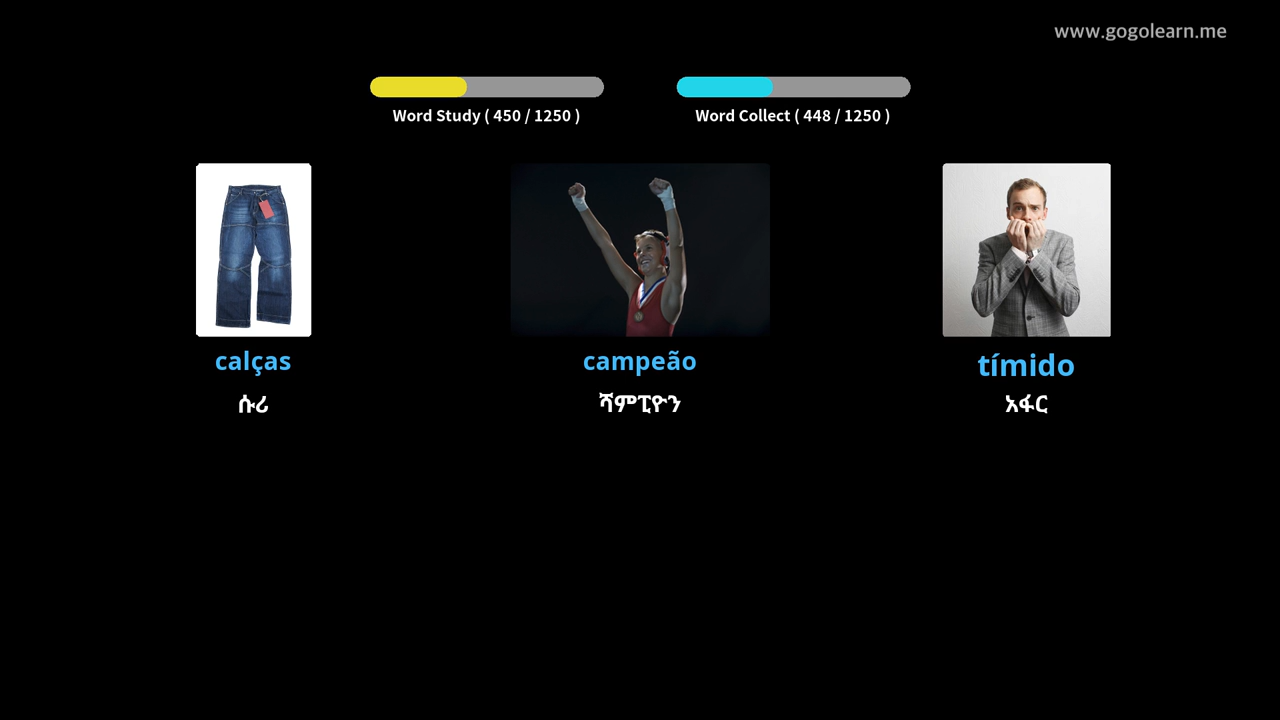 www.gogolearn.me
Word Study ( 450 / 1250 )
Word Collect ( 448 / 1250 )
calças
campeão
tímido
ሱሪ
ሻምፒዮን
አፋር